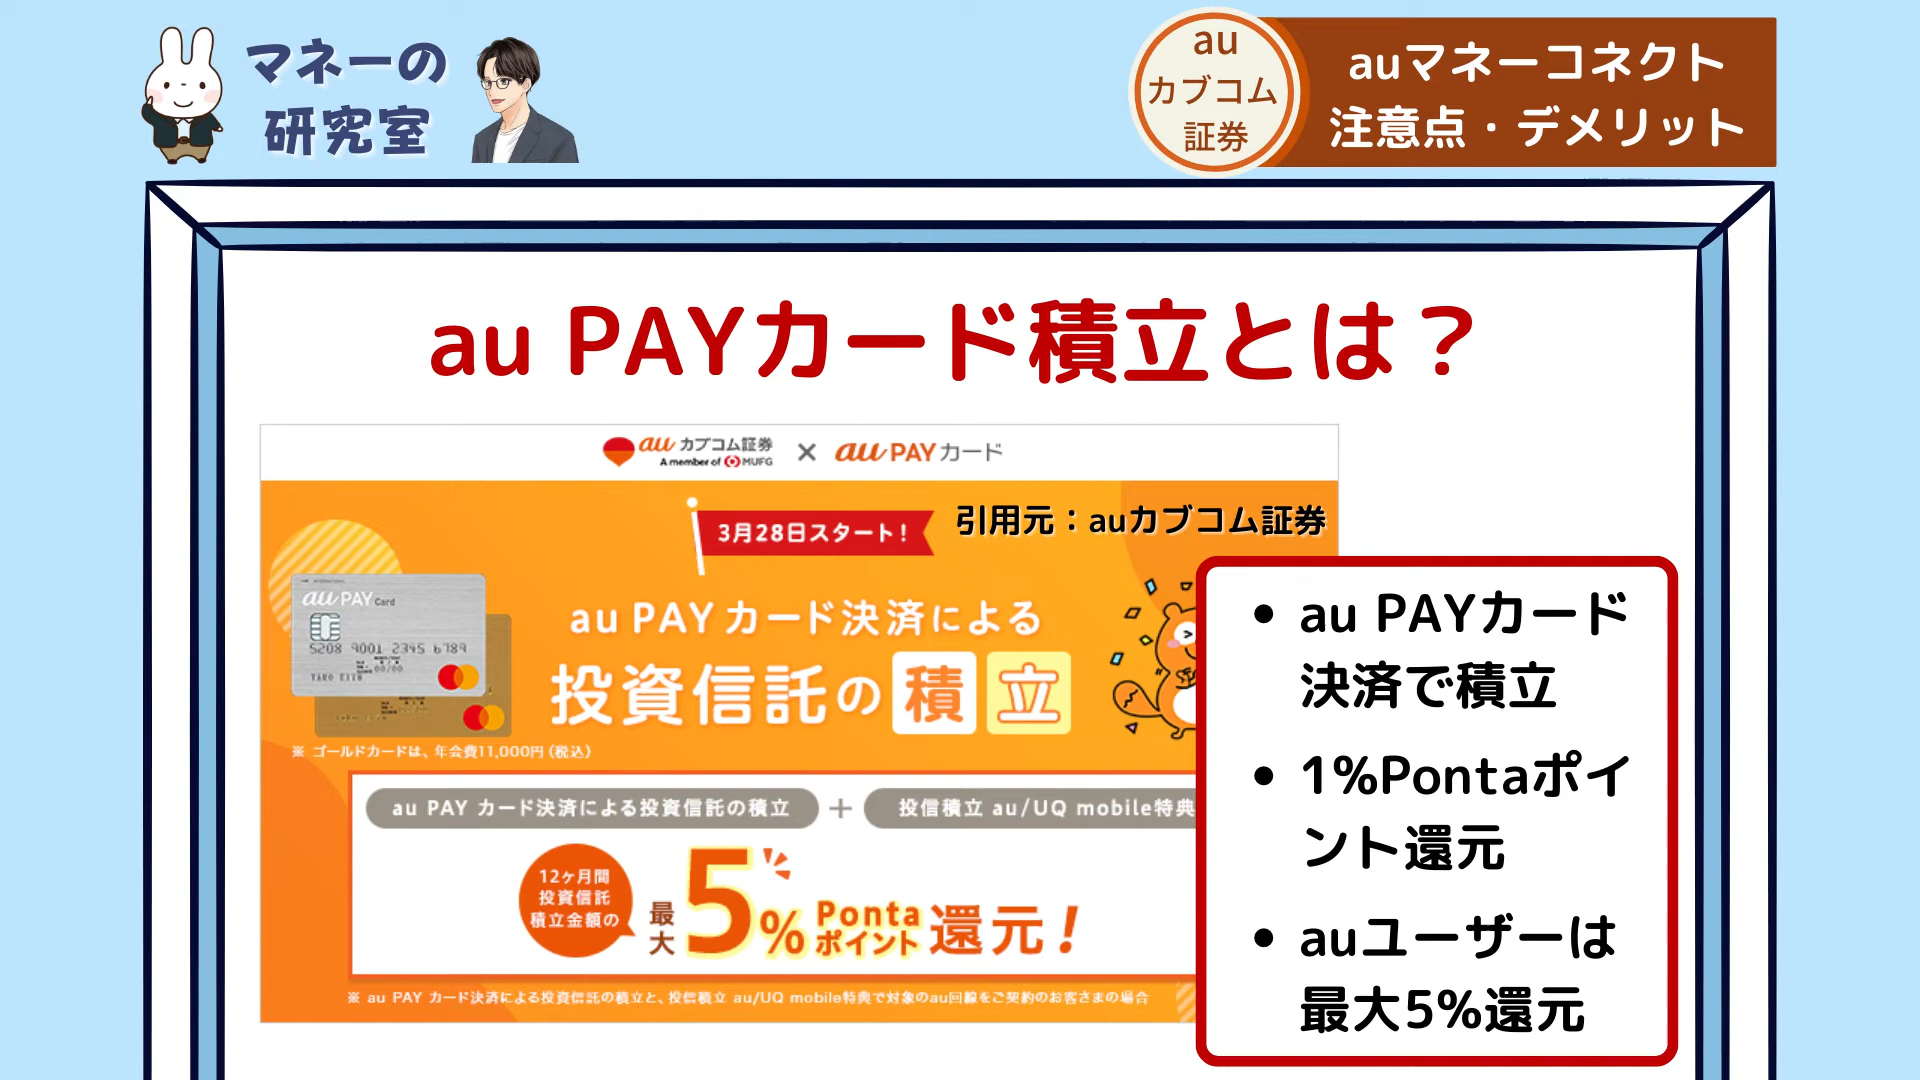 マネーの
研究室
au
カブコム
証券
auマネーコネクト
注意点・デメリット
au PAYカード積立とは？
au カブコム証券
A member of MUFG
× au PAY カード
3月28日スタート！
引用元：auカブコム証券
au PAY Card
5208 9001 2345 6789
au PAY カード決済による
投資信託の積立
※ ゴールドカードは、年会費11,000円（税込）
au PAY カード決済による投資信託の積立 + 投信積立 au/UQ mobile特典
12ヶ月間
投資信託
積立金額の
最大5% Pontaポイント還元！
※ au PAY カード決済による投資信託の積立と、投信積立 au/UQ mobile特典で対象のau回線をご契約のお客さまの場合
• au PAYカード
決済で積立
• 1%Pontaポイ
ント還元
• auユーザーは
最大5%還元